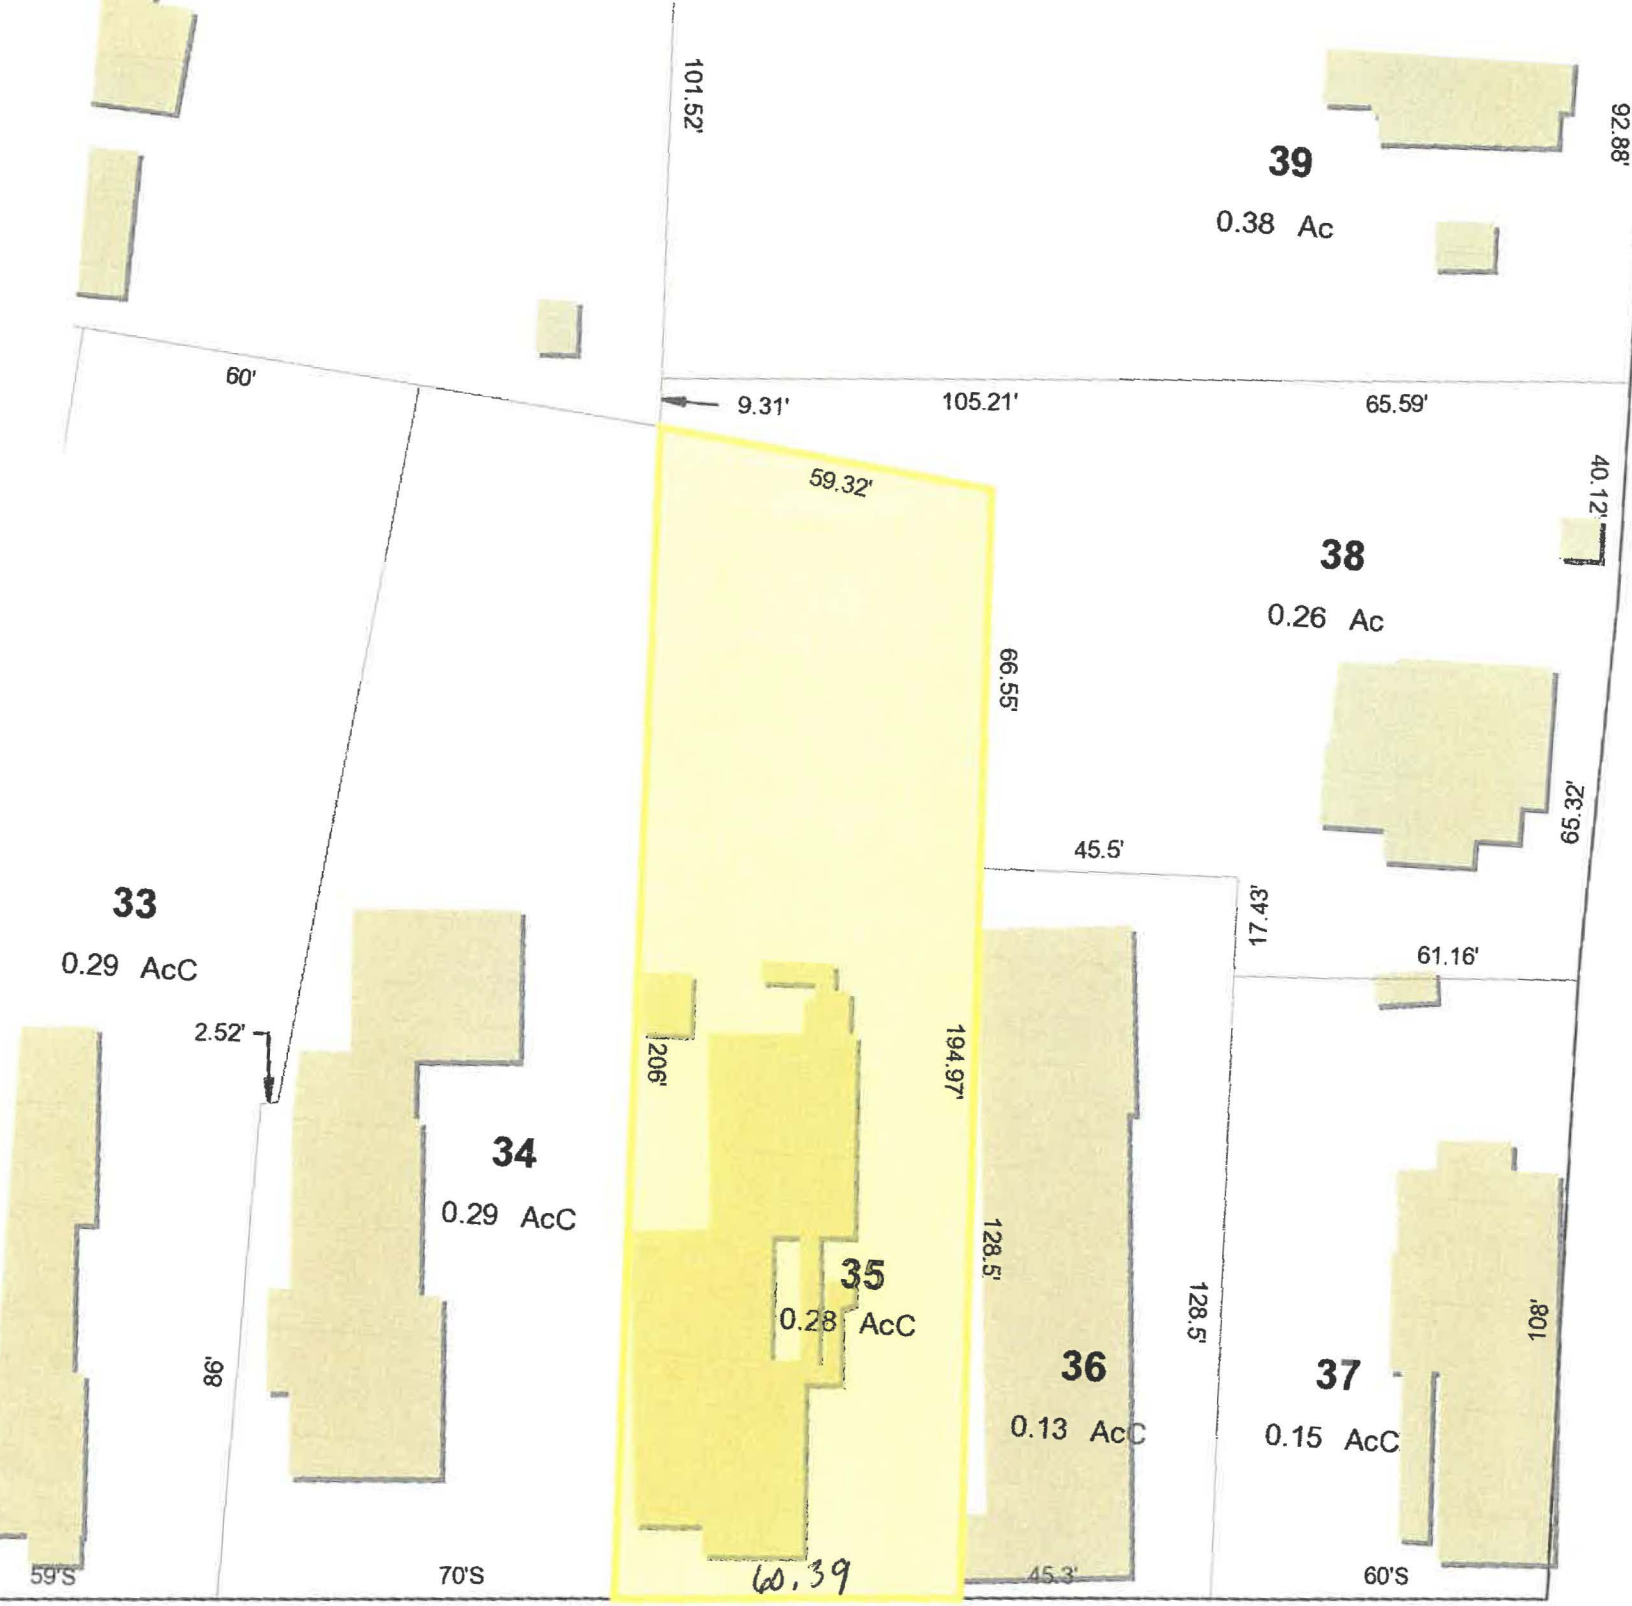 101.52'
92.88'
39
0.38 Ac
60'
9.31'
105.21'
65.59'
59.32'
40.12'
38
0.26 Ac
66.55'
65.32'
45.5'
17.43'
33
0.29 AcC
61.16'
2.52'
206'
194.97'
34
0.29 AcC
128.5'
35
0.28 AcC
128.5'
108'
98'
36
0.13 AcC
37
0.15 AcC
59'S
70'S
60.39
45.3'
60'S